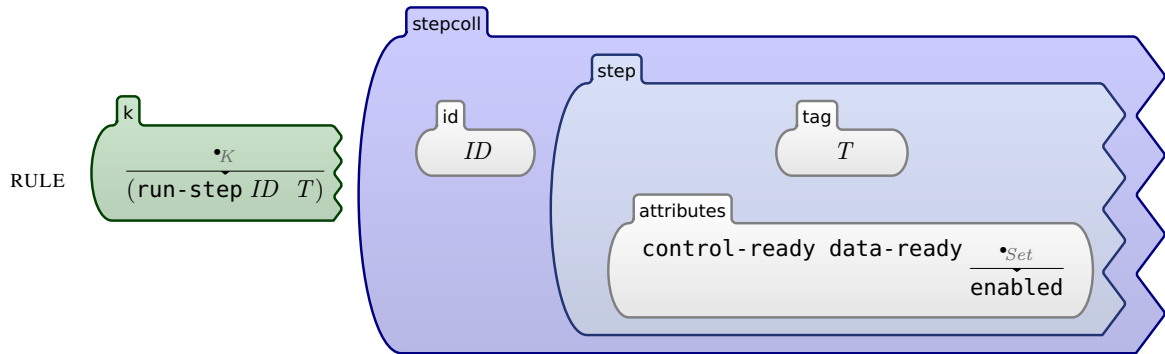 stepcoll
step
k
id
tag
•K
ID
T
RULE
(run-step ID T)
attributes
control-ready data-ready •Set
enabled